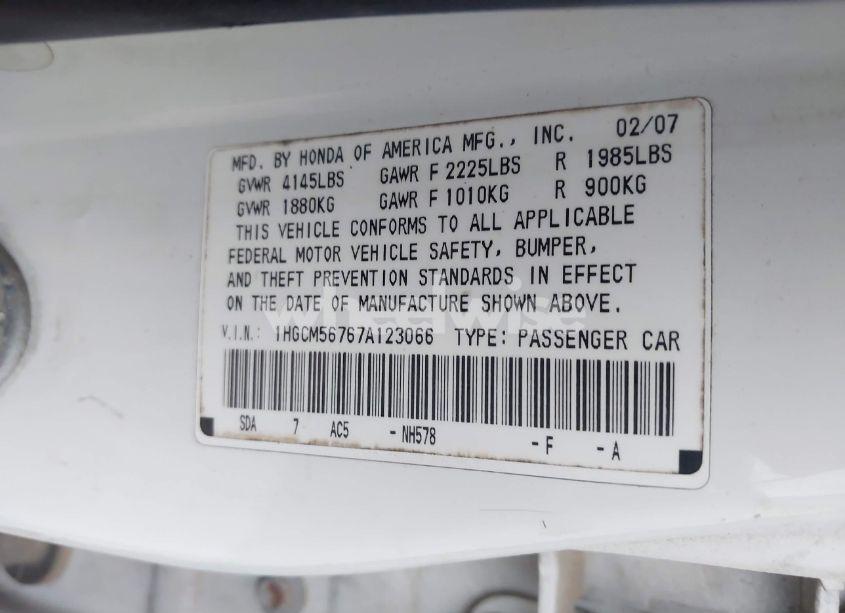 MFD. BY HONDA OF AMERICA MFG., INC. 02/07
GVWR 4145LBS GAWR F 2225LBS R 1985LBS
GVWR 1880KG GAWR F 1010KG R 900KG
THIS VEHICLE CONFORMS TO ALL APPLICABLE
FEDERAL MOTOR VEHICLE SAFETY, BUMPER,
AND THEFT PREVENTION STANDARDS IN EFFECT
ON THE DATE OF MANUFACTURE SHOWN ABOVE.
wheelwise
V.I.N.: 1HGCM56767A123066 TYPE: PASSENGER CAR
SDA 7 AC5 -NH578 -F -A